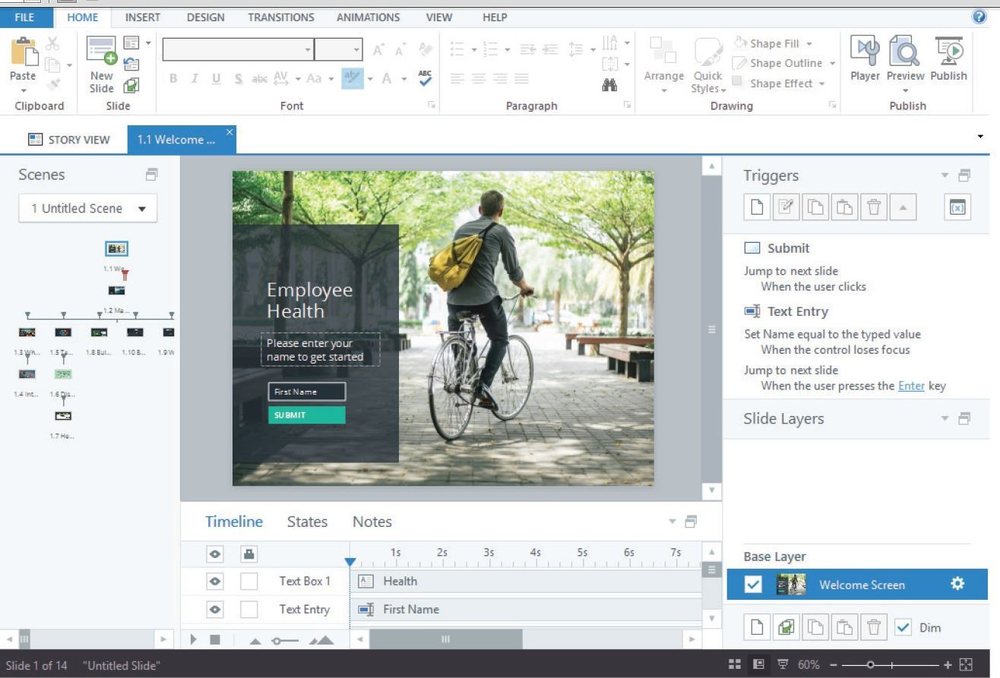 FILE HOME INSERT DESIGN TRANSITIONS ANIMATIONS VIEW HELP
Paste
New Slide
B I U S abc AV Aa A
ABC
Arrange
Quick Styles
Shape Fill
Shape Outline
Shape Effect
Player Preview Publish
Clipboard Slide Font Paragraph Drawing Publish
STORY VIEW 1.1 Welcome ...
Scenes
1 Untitled Scene
1.1 We...
1.2 Ma...
1.3 Wh... 1.5 Ta... 1.8 Bui... 1.10 B... 1.9 W
1.4 Int... 1.6 Dis...
1.7 He...
Employee
Health
Please enter your
name to get started
First Name
SUBMIT
Triggers
Submit
Jump to next slide
When the user clicks
Text Entry
Set Name equal to the typed value
When the control loses focus
Jump to next slide
When the user presses the Enter key
Slide Layers
Base Layer
Welcome Screen
Dim
Timeline States Notes
1s 2s 3s 4s 5s 6s 7s
Text Box 1 Health
Text Entry First Name
Slide 1 of 14 "Untitled Slide" 60%